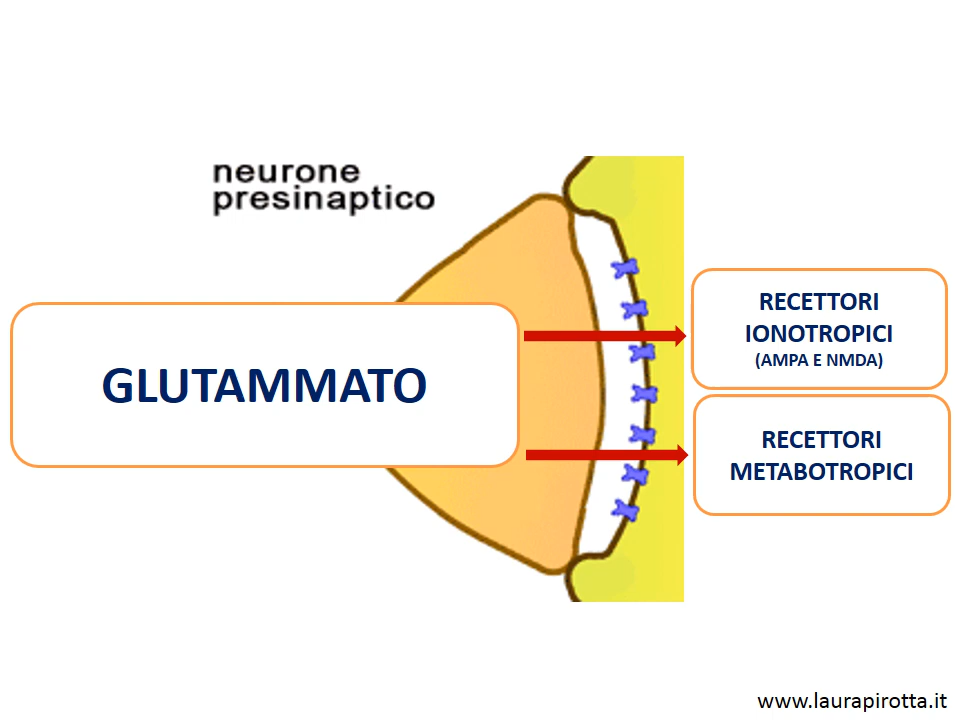 neurone
presinaptico
GLUTAMMATO
RECETTORI
IONOTROPICI
(AMPA E NMDA)
RECETTORI
METABOTROPICI
www.laurapirotta.it